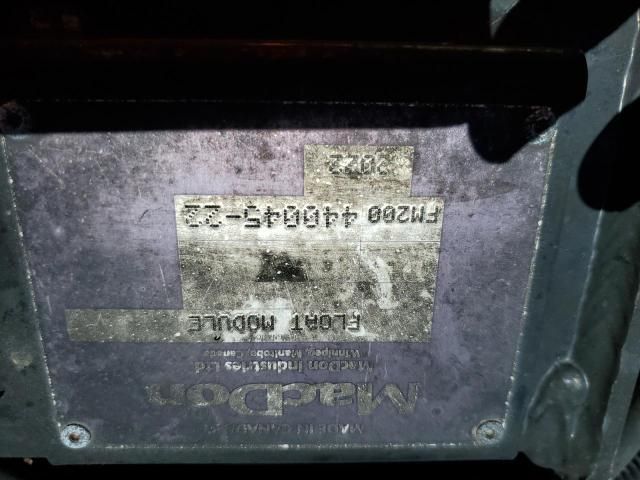 MADE IN CANADA
MacDon
MacDon Industries Ltd.
Winnipeg, Manitoba, Canada
FLOAT MODULE
FM200 440045-22
2022